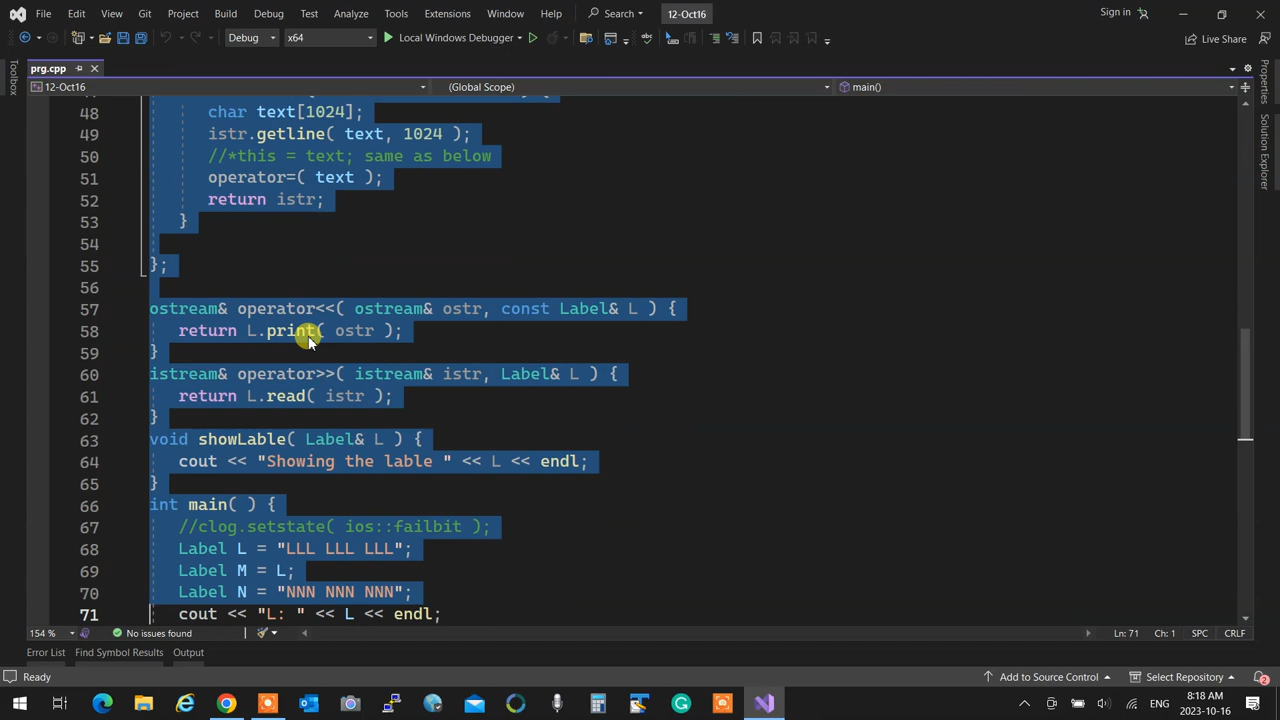 File Edit View Git Project Build Debug Test Analyze Tools Extensions Window Help Search 12-Oct16 Sign in
Debug x64 Local Windows Debugger Live Share
prg.cpp
12-Oct16 (Global Scope) main()
Toolbox
Properties
Solution Explorer
48 char text[1024];
49 istr.getline( text, 1024 );
50 //*this = text; same as below
51 operator=( text );
52 return istr;
53 }
54
55 };
56
57 ostream& operator<<( ostream& ostr, const Label& L ) {
58 return L.print( ostr );
59 }
60 istream& operator>>( istream& istr, Label& L ) {
61 return L.read( istr );
62 }
63 void showLable( Label& L ) {
64 cout << "Showing the lable " << L << endl;
65 }
66 int main( ) {
67 //clog.setstate( ios::failbit );
68 Label L = "LLL LLL LLL";
69 Label M = L;
70 Label N = "NNN NNN NNN";
71 cout << "L: " << L << endl;
154 % No issues found Ln: 71 Ch: 1 SPC CRLF
Error List Find Symbol Results Output
Ready Add to Source Control Select Repository 2
ENG 8:18 AM
2023-10-16 2